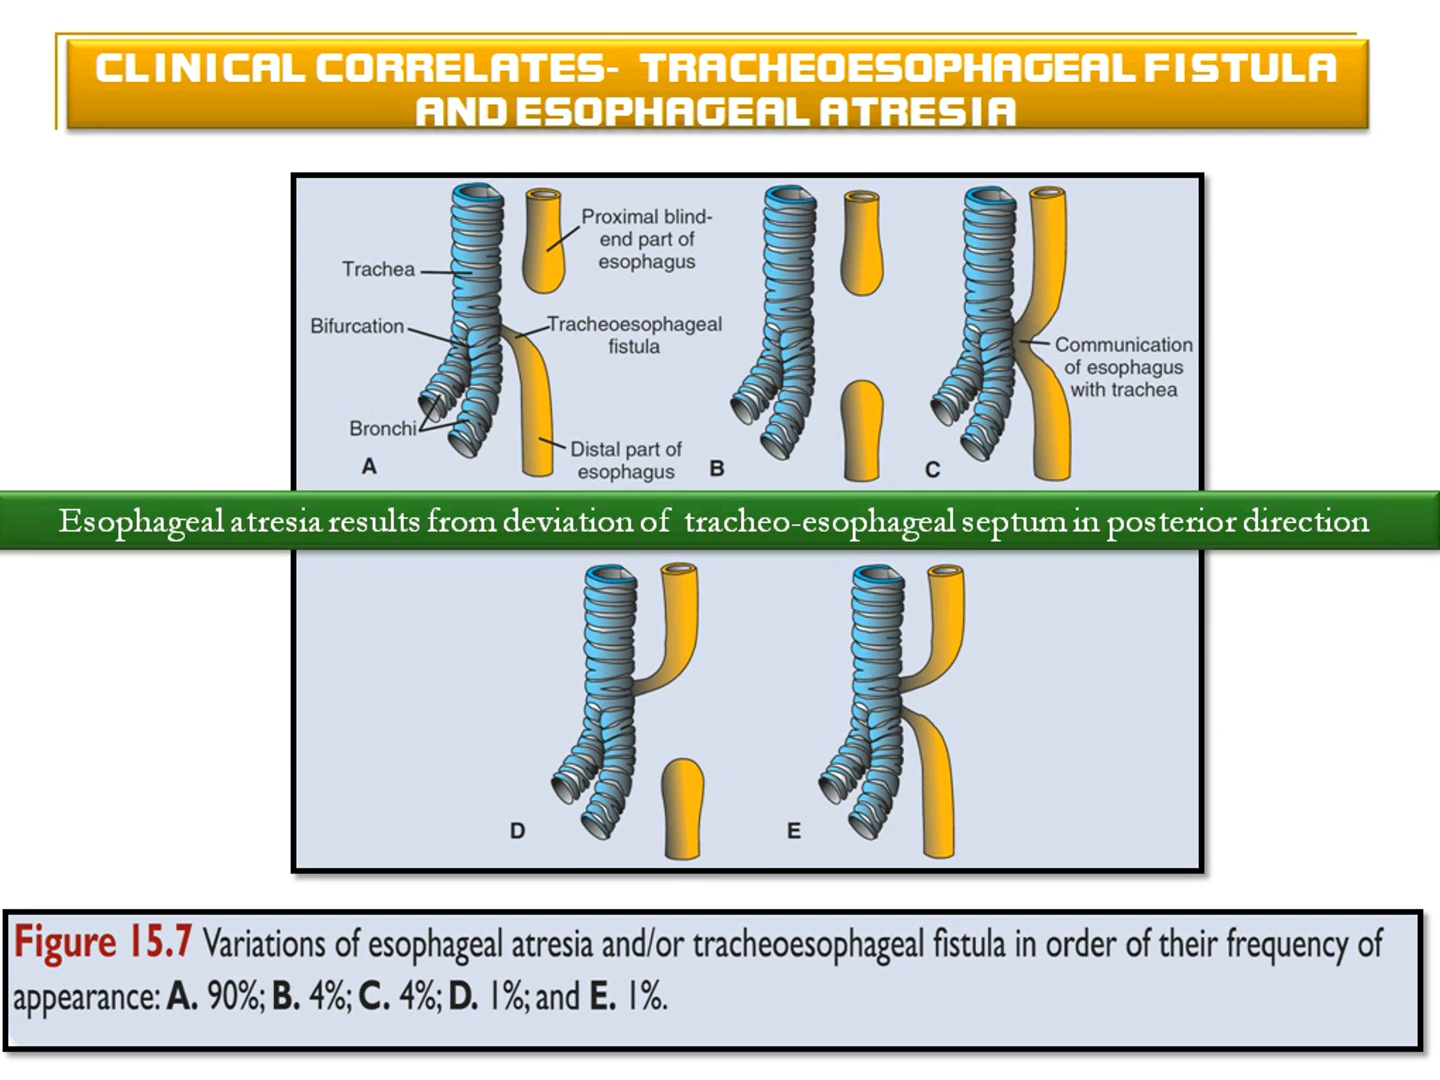 CLINICAL CORRELATES- TRACHEOESOPHAGEAL FISTULA
AND ESOPHAGEAL ATRESIA
Proximal blind-
end part of
esophagus
Trachea
Bifurcation
Tracheoesophageal
fistula
Bronchi
Distal part of
esophagus
A
B
Communication
of esophagus
with trachea
C
Esophageal atresia results from deviation of tracheo-esophageal septum in posterior direction
D
E
Figure 15.7 Variations of esophageal atresia and/or tracheoesophageal fistula in order of their frequency of
appearance: A. 90%; B. 4%; C. 4%; D. 1%; and E. 1%.